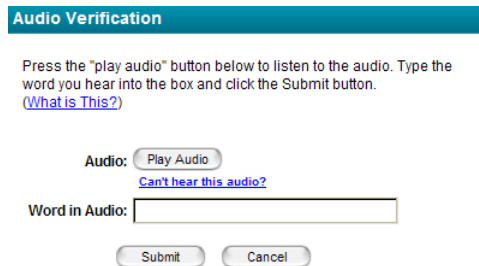 Audio Verification
Press the "play audio" button below to listen to the audio. Type the
word you hear into the box and click the Submit button.
(What is This?)
Audio: Play Audio
Can't hear this audio?
Word in Audio:
Submit Cancel